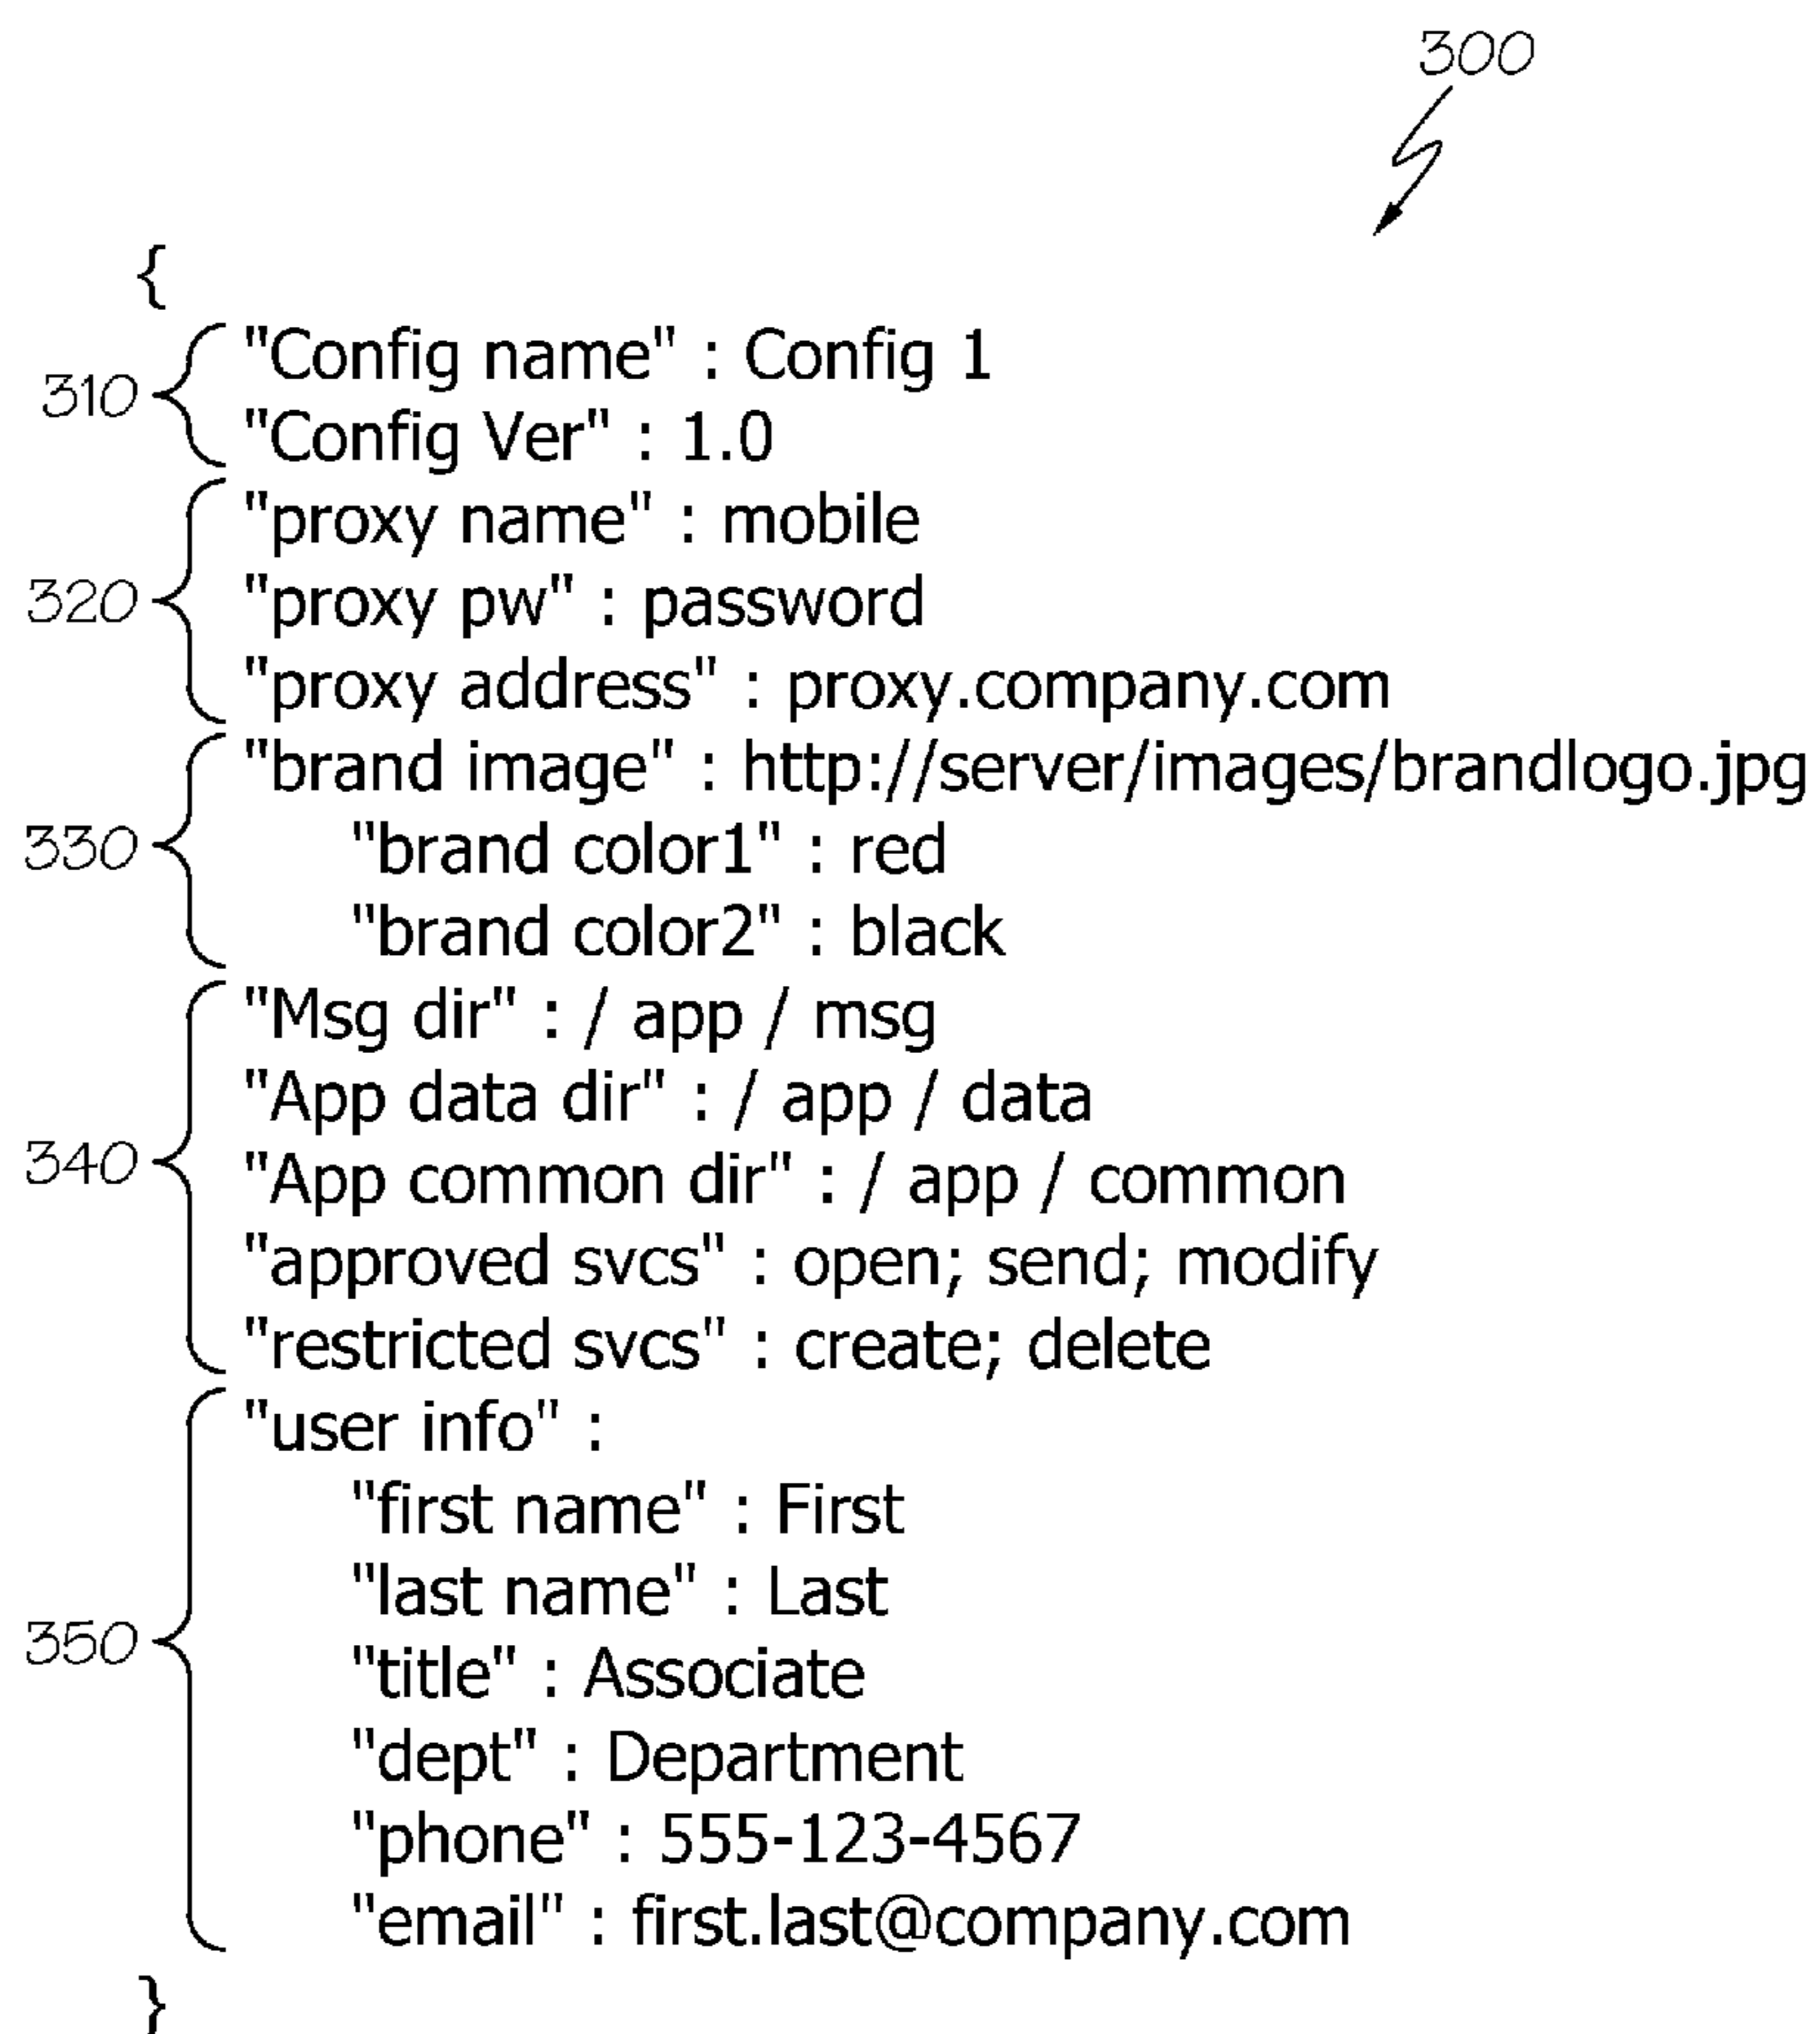 300
{
"Config name" : Config 1
310
"Config Ver" : 1.0
"proxy name" : mobile
320 "proxy pw" : password
"proxy address" : proxy.company.com
"brand image" : http://server/images/brandlogo.jpg
330 "brand color1" : red
"brand color2" : black
"Msg dir" : / app / msg
"App data dir" : / app / data
340 "App common dir" : / app / common
"approved svcs" : open; send; modify
"restricted svcs" : create; delete
"user info" :
"first name" : First
"last name" : Last
350 "title" : Associate
"dept" : Department
"phone" : 555-123-4567
"email" : first.last@company.com
}